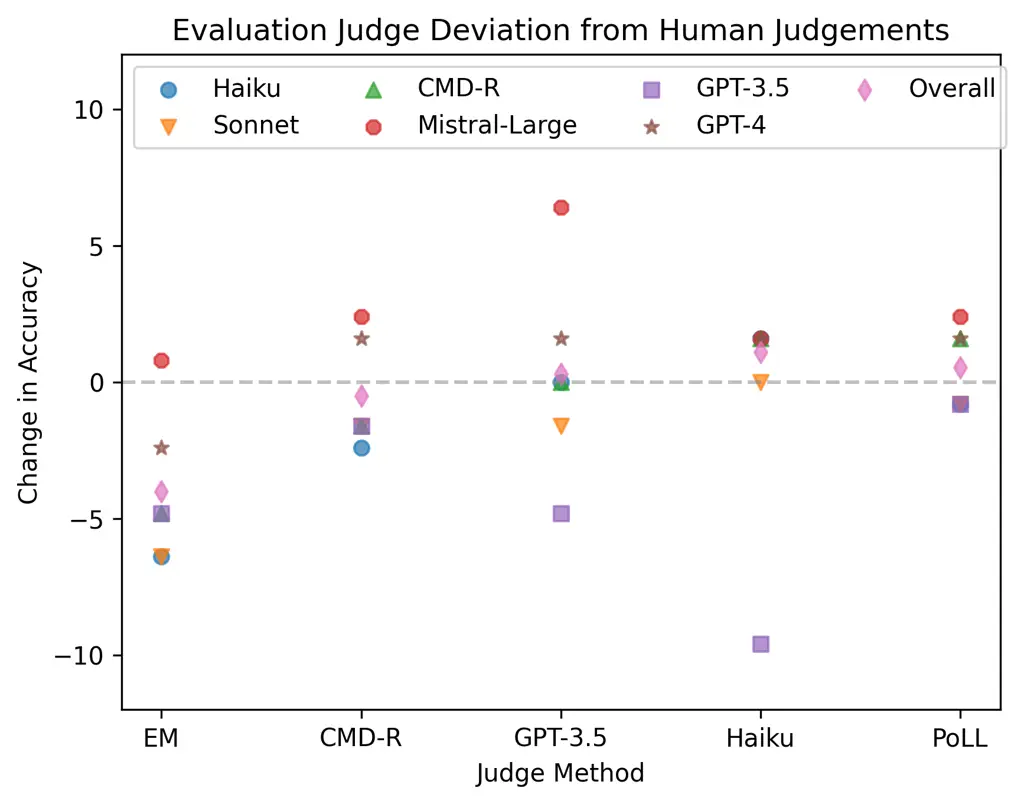 Evaluation Judge Deviation from Human Judgements
Haiku
CMD-R
GPT-3.5
Overall
Sonnet
Mistral-Large
GPT-4
10
5
0
−5
−10
Change in Accuracy
EM
CMD-R
GPT-3.5
Haiku
PoLL
Judge Method